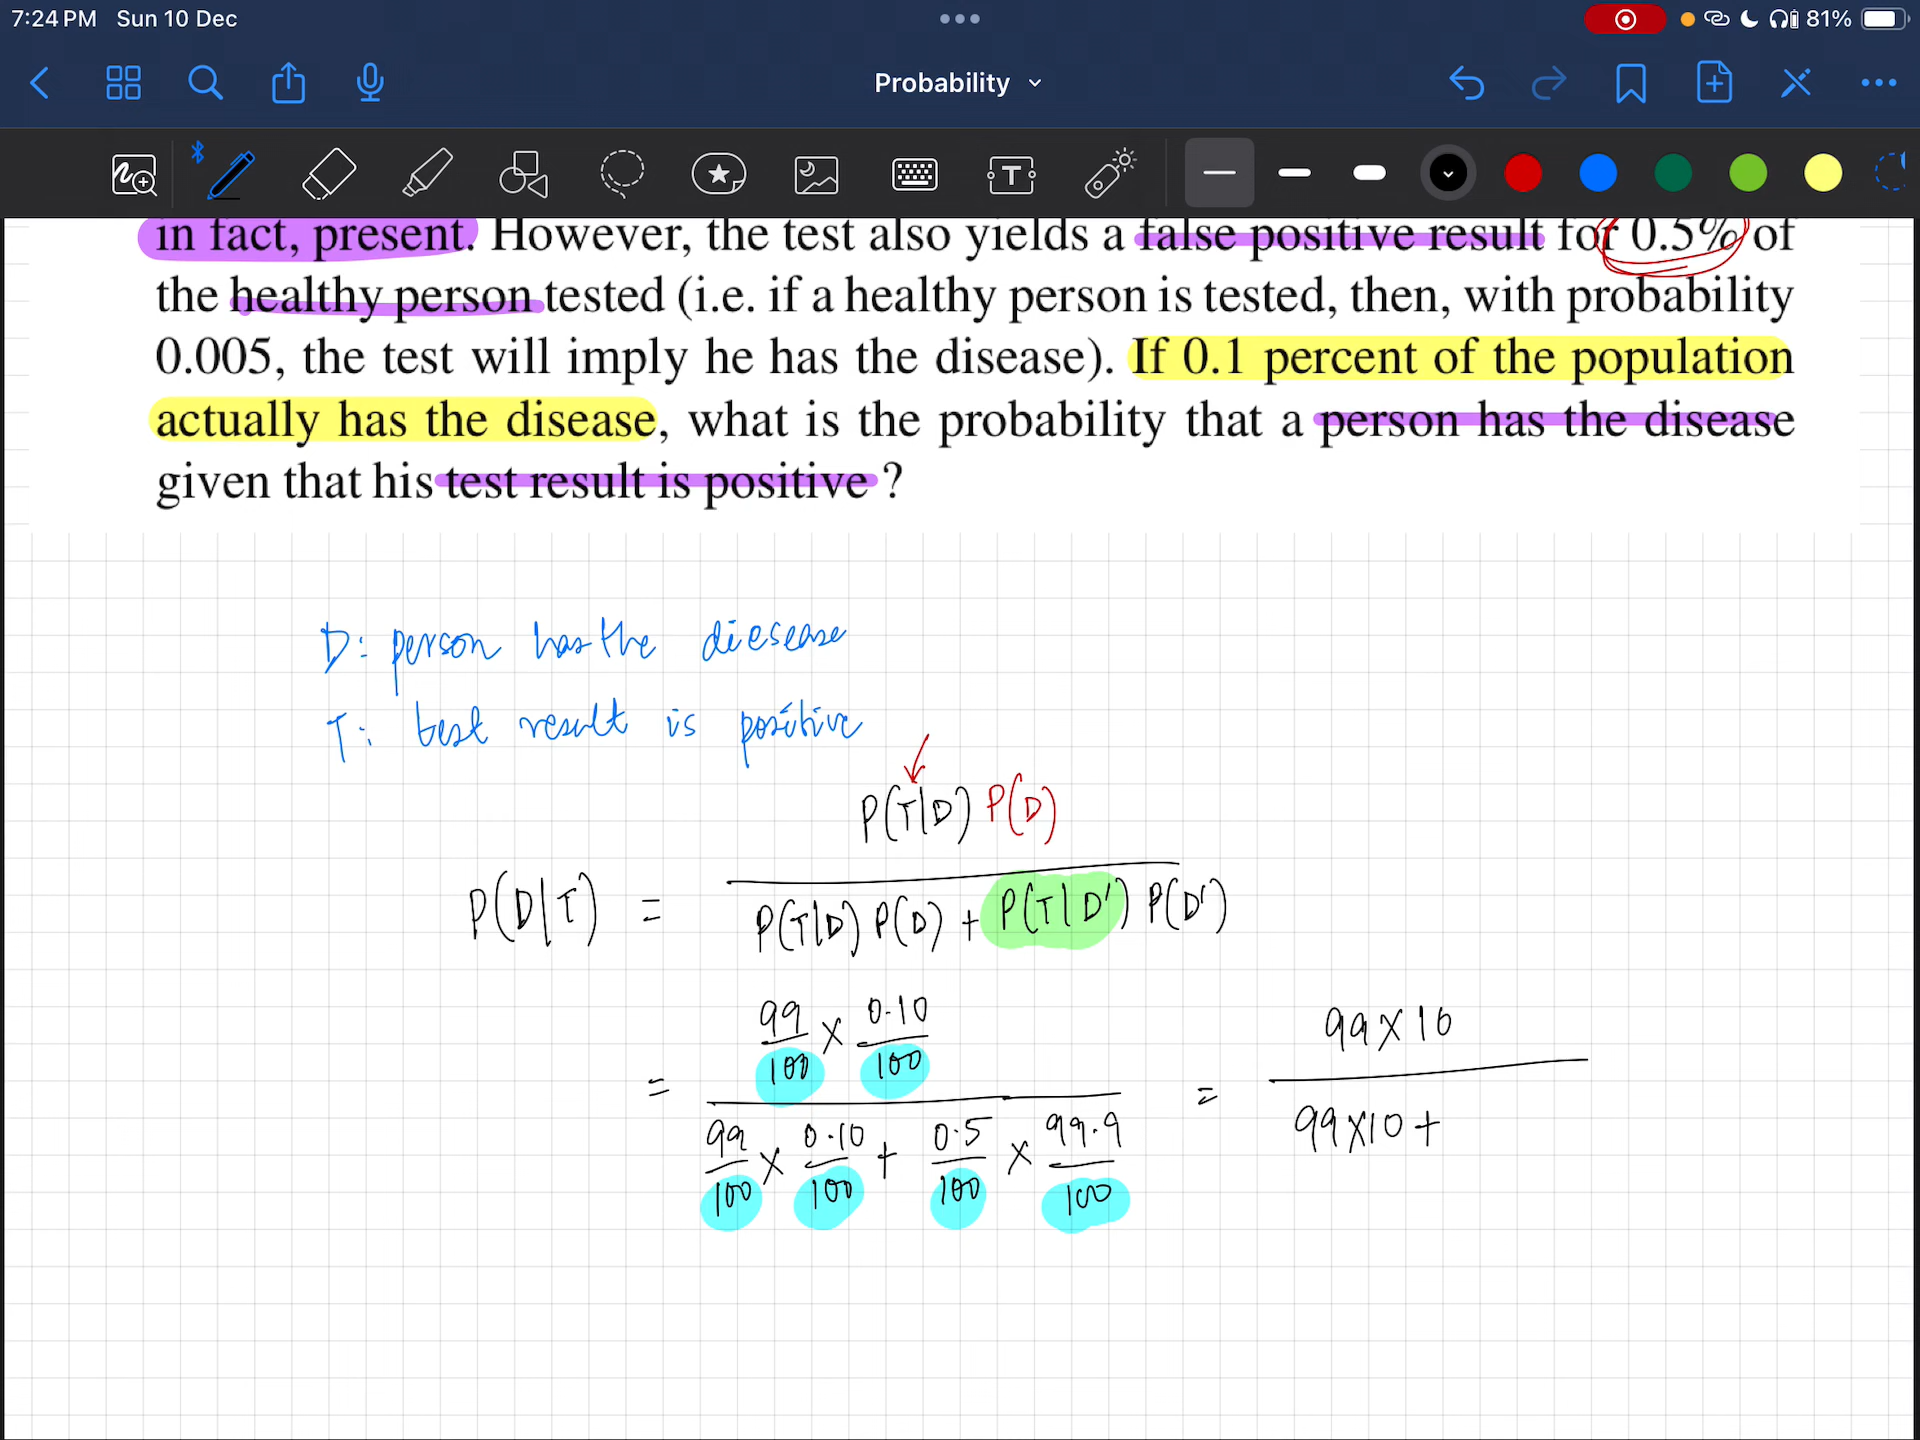 7:24 PM Sun 10 Dec
81%
Probability
T
in fact, present. However, the test also yields a false positive result for 0.5% of
the healthy person tested (i.e. if a healthy person is tested, then, with probability
0.005, the test will imply he has the disease). If 0.1 percent of the population
actually has the disease, what is the probability that a person has the disease
given that his test result is positive ?
D: person has the diesease
T: test result is positive
P(T|D) P(D)
P(D|T) =
P(T|D) P(D) + P(T|D') P(D')
99/100 × 0.10/100
=
99/100 × 0.10/100 + 0.5/100 × 99.9/100
=
99 × 10
99 × 10 +